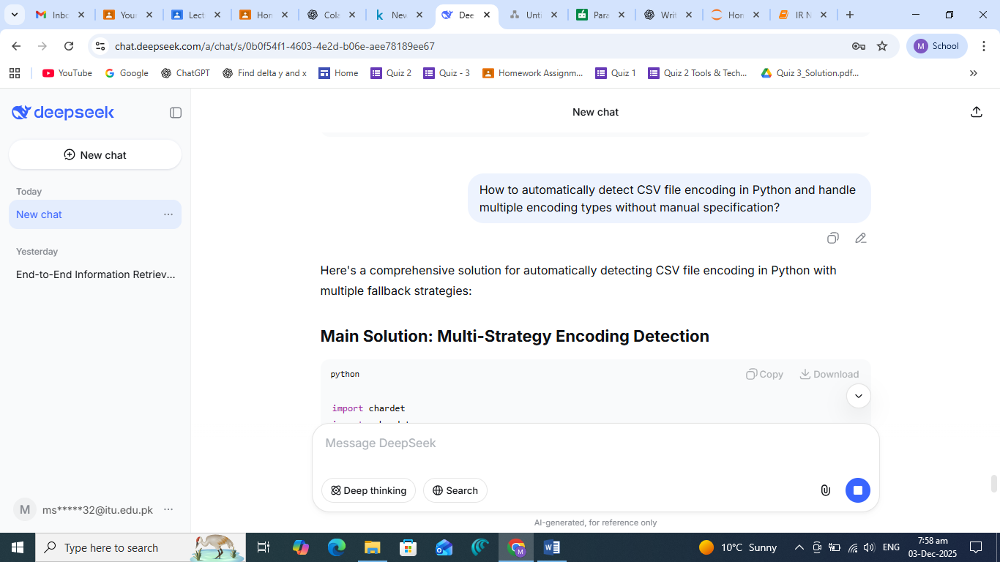 Inbc
Your
Lect
Hon
Cola
New
Dee
Unti
Para
Writ
Hon
IR N
chat.deepseek.com/a/chat/s/0b0f54f1-4603-4e2d-b06e-aee78189ee67
M
School
YouTube
Google
ChatGPT
Find delta y and x
Home
Quiz 2
Quiz - 3
Homework Assignm...
Quiz 1
Quiz 2 Tools & Tech...
Quiz 3_Solution.pdf...
deepseek
New chat
New chat
Today
New chat
Yesterday
End-to-End Information Retriev...
How to automatically detect CSV file encoding in Python and handle
multiple encoding types without manual specification?
Here's a comprehensive solution for automatically detecting CSV file encoding in Python with
multiple fallback strategies:
Main Solution: Multi-Strategy Encoding Detection
python
Copy
Download
import chardet
Message DeepSeek
Deep thinking
Search
M
ms*****32@itu.edu.pk
AI-generated, for reference only
Type here to search
10°C Sunny
ENG
7:58 am
03-Dec-2025